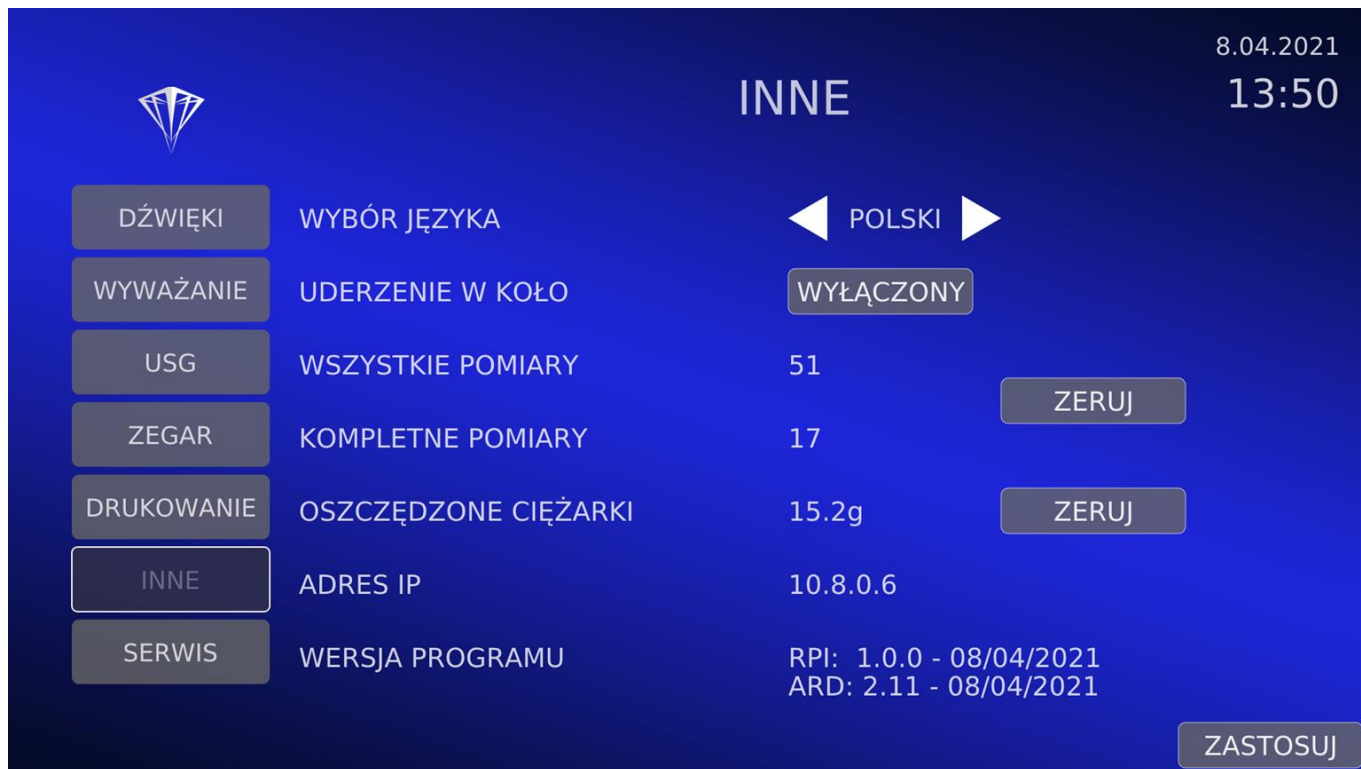 8.04.2021
INNE 13:50
DŹWIĘKI WYBÓR JĘZYKA POLSKI
WYWAŻANIE UDERZENIE W KOŁO WYŁĄCZONY
USG WSZYSTKIE POMIARY 51
ZERUJ
ZEGAR KOMPLETNE POMIARY 17
DRUKOWANIE OSZCZĘDZONE CIĘŻARKI 15.2g ZERUJ
INNE ADRES IP 10.8.0.6
SERWIS WERSJA PROGRAMU RPI: 1.0.0 - 08/04/2021
ARD: 2.11 - 08/04/2021
ZASTOSUJ